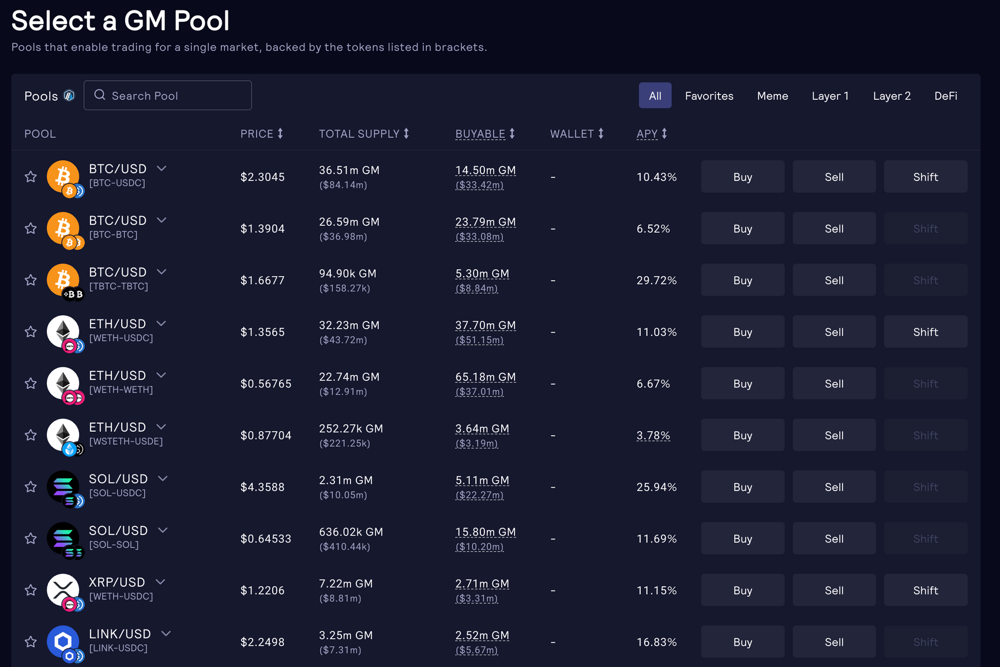 Select a GM Pool
Pools that enable trading for a single market, backed by the tokens listed in brackets.
Pools Search Pool All Favorites Meme Layer 1 Layer 2 DeFi
POOL PRICE TOTAL SUPPLY BUYABLE WALLET APY
BTC/USD $2.3045 36.51m GM 14.50m GM - 10.43% Buy Sell Shift
[BTC-USDC] ($84.14m) ($33.42m)
BTC/USD $1.3904 26.59m GM 23.79m GM - 6.52% Buy Sell Shift
[BTC-BTC] ($36.98m) ($33.08m)
BTC/USD $1.6677 94.90k GM 5.30m GM - 29.72% Buy Sell Shift
[TBTC-TBTC] ($158.27k) ($8.84m)
ETH/USD $1.3565 32.23m GM 37.70m GM - 11.03% Buy Sell Shift
[WETH-USDC] ($43.72m) ($51.15m)
ETH/USD $0.56765 22.74m GM 65.18m GM - 6.67% Buy Sell Shift
[WETH-WETH] ($12.91m) ($37.01m)
ETH/USD $0.87704 252.27k GM 3.64m GM - 3.78% Buy Sell Shift
[WSTETH-USDE] ($221.25k) ($3.19m)
SOL/USD $4.3588 2.31m GM 5.11m GM - 25.94% Buy Sell Shift
[SOL-USDC] ($10.05m) ($22.27m)
SOL/USD $0.64533 636.02k GM 15.80m GM - 11.69% Buy Sell Shift
[SOL-SOL] ($410.44k) ($10.20m)
XRP/USD $1.2206 7.22m GM 2.71m GM - 11.15% Buy Sell Shift
[WETH-USDC] ($8.81m) ($3.31m)
LINK/USD $2.2498 3.25m GM 2.52m GM - 16.83% Buy Sell Shift
[LINK-USDC] ($7.31m) ($5.67m)